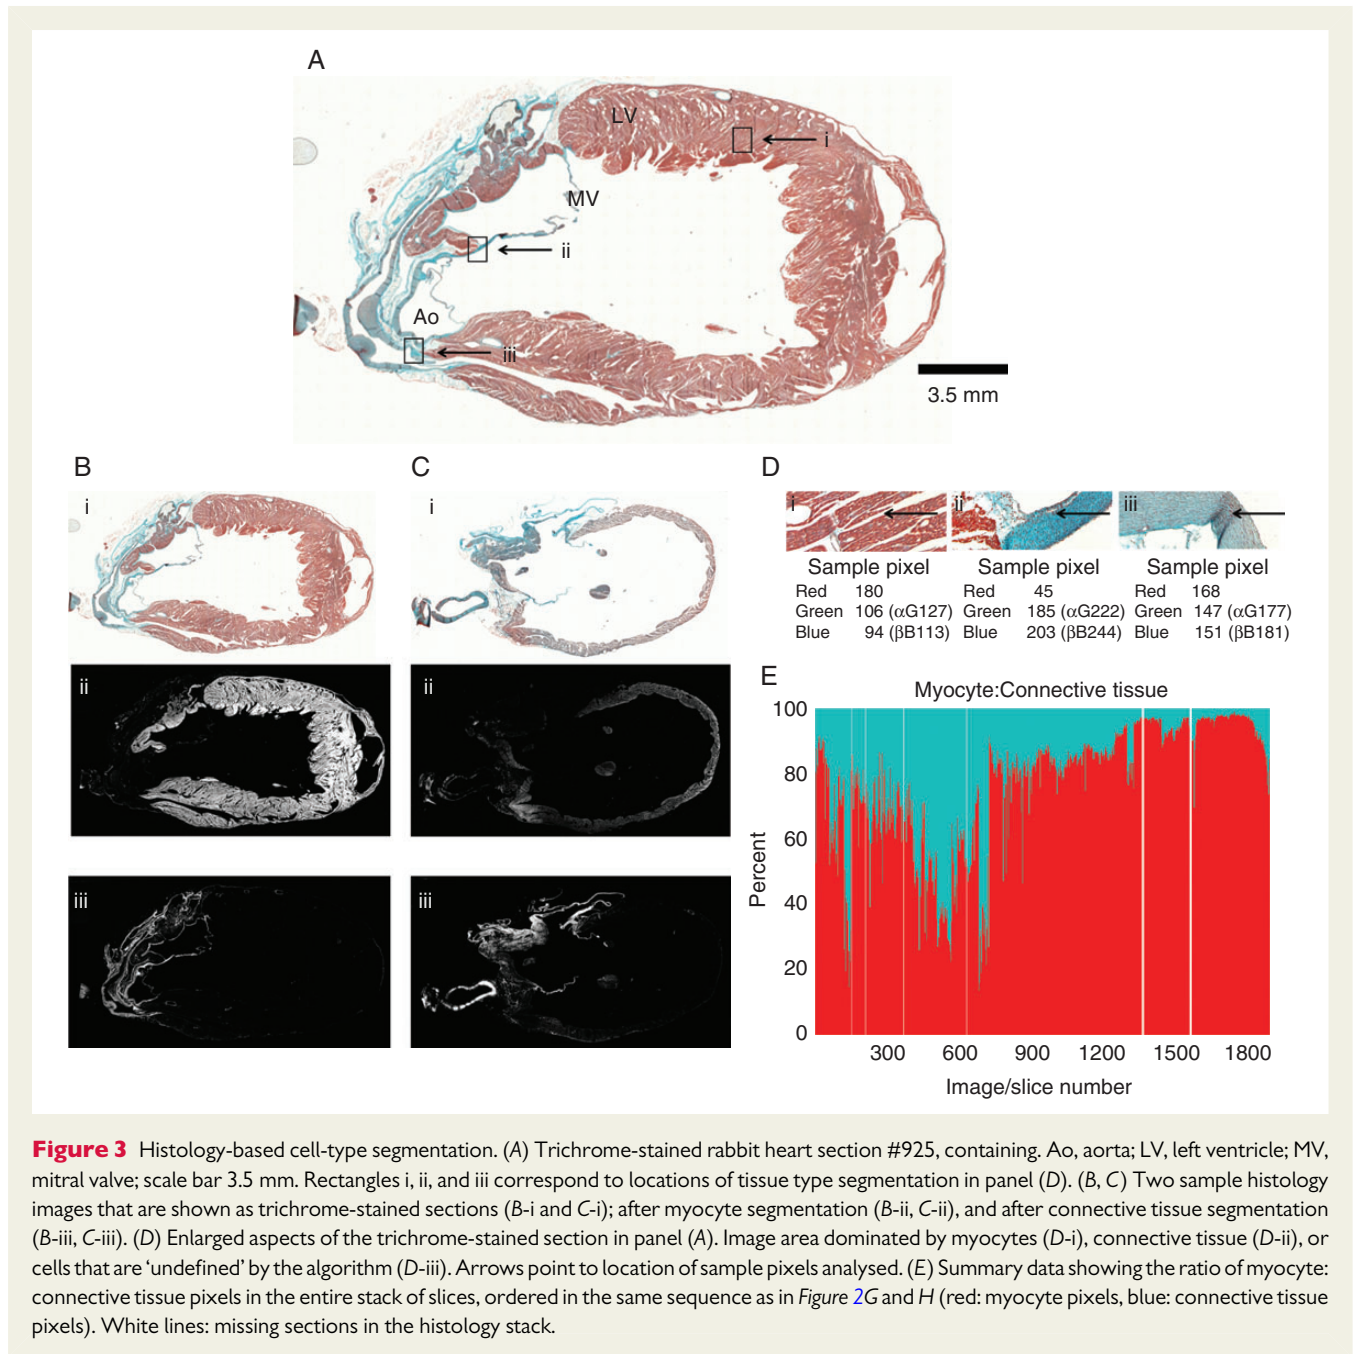 A
LV
i
MV
ii
Ao
iii
3.5 mm
B
C
D
i
i
i
ii
iii
Sample pixel
Red 180
Green 106 (αG127)
Blue 94 (βB113)
Sample pixel
Red 45
Green 185 (αG222)
Blue 203 (βB244)
Sample pixel
Red 168
Green 147 (αG177)
Blue 151 (βB181)
ii
ii
iii
iii
E
Myocyte:Connective tissue
100
80
60
40
20
0
Percent
300 600 900 1200 1500 1800
Image/slice number
Figure 3 Histology-based cell-type segmentation. (A) Trichrome-stained rabbit heart section #925, containing. Ao, aorta; LV, left ventricle; MV,
mitral valve; scale bar 3.5 mm. Rectangles i, ii, and iii correspond to locations of tissue type segmentation in panel (D). (B, C) Two sample histology
images that are shown as trichrome-stained sections (B-i and C-i); after myocyte segmentation (B-ii, C-ii), and after connective tissue segmentation
(B-iii, C-iii). (D) Enlarged aspects of the trichrome-stained section in panel (A). Image area dominated by myocytes (D-i), connective tissue (D-ii), or
cells that are ‘undefined’ by the algorithm (D-iii). Arrows point to location of sample pixels analysed. (E) Summary data showing the ratio of myocyte:
connective tissue pixels in the entire stack of slices, ordered in the same sequence as in Figure 2G and H (red: myocyte pixels, blue: connective tissue
pixels). White lines: missing sections in the histology stack.